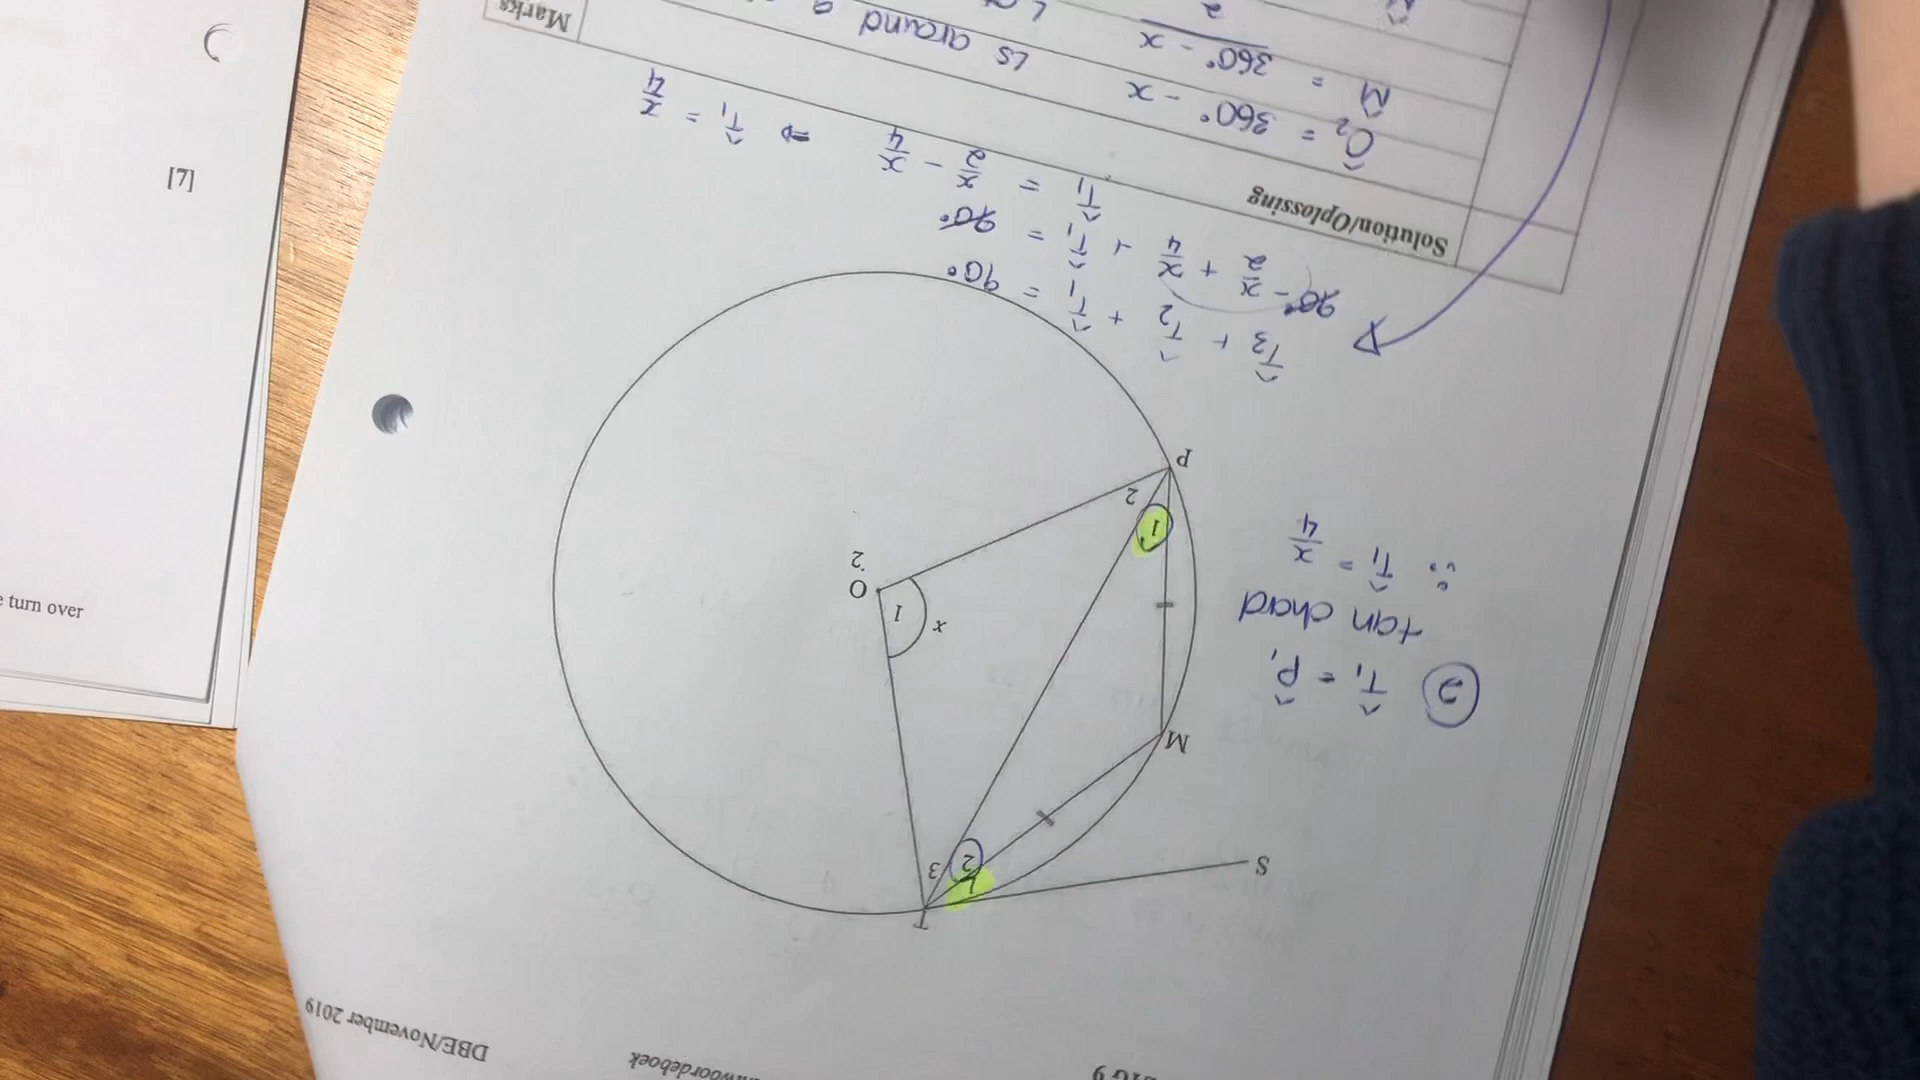 DBE/November 2019
S
T
1
2
3
M
② T̂₁ = P̂₁
tan chord
∴ T̂₁ = x/4
x
1
O
2
1
2
P
T̂₃ + T̂₂ + T̂₁ = 90°
90° - x/2 + x/4 + T̂₁ = 90°
T̂₁ = x/2 - x/4 ⇒ T̂₁ = x/4
Solution/Oplossing
Marks
Ô₂ = 360° - x
∠s around a
M̂ = 360° - x / 2
[7]
turn over